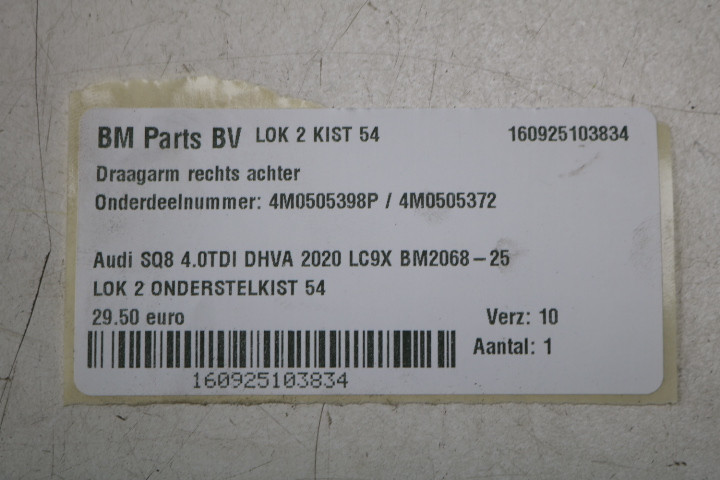 BM Parts BV LOK 2 KIST 54 160925103834
Draagarm rechts achter
Onderdeelnummer: 4M0505398P / 4M0505372
Audi SQ8 4.0TDI DHVA 2020 LC9X BM2068-25
LOK 2 ONDERSTELKIST 54
29.50 euro Verz: 10
Aantal: 1
160925103834